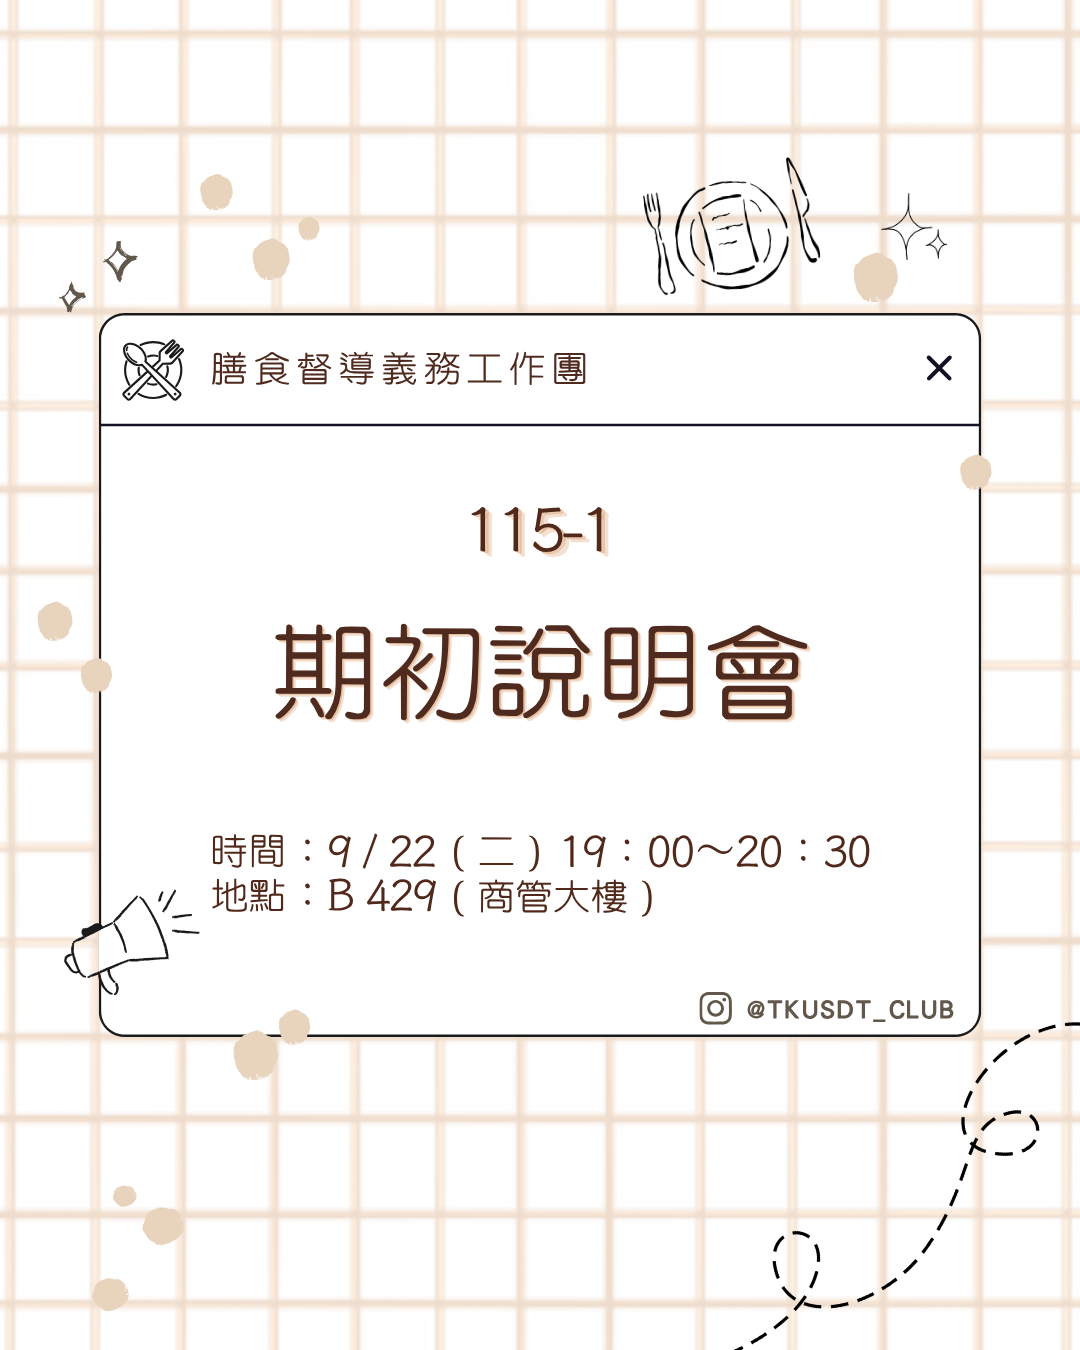 膳食督導義務工作團
115-1
期初說明會
時間：9/22（二）19：00～20：30
地點：B 429（商管大樓）
@TKUSDT_CLUB